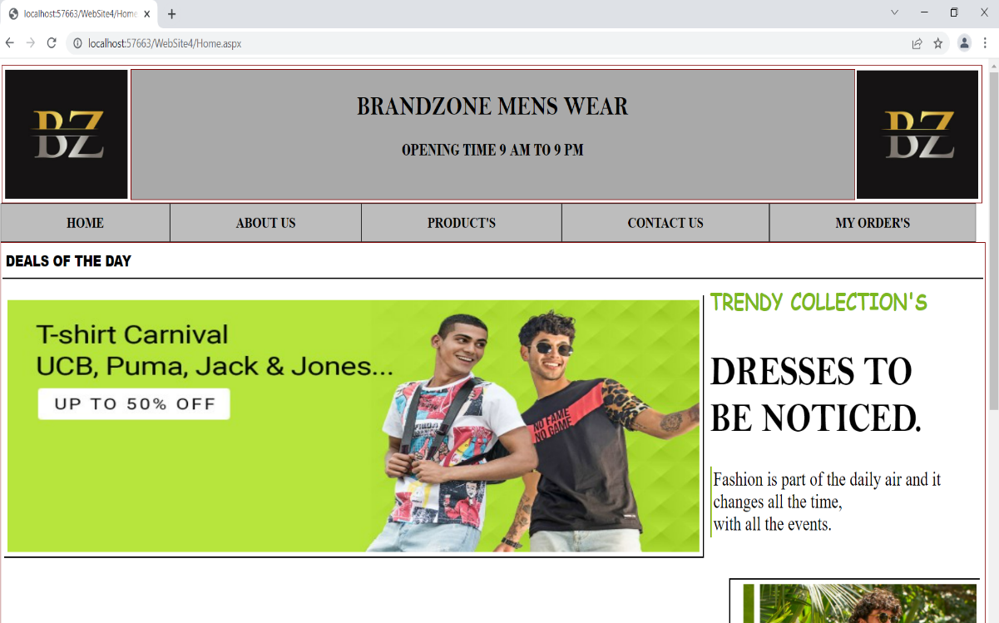 localhost:57663/WebSite4/Home
localhost:57663/WebSite4/Home.aspx
BZ
BRANDZONE MENS WEAR
BZ
OPENING TIME 9 AM TO 9 PM
HOME ABOUT US PRODUCT'S CONTACT US MY ORDER'S
DEALS OF THE DAY
T-shirt Carnival
UCB, Puma, Jack & Jones...
UP TO 50% OFF
NO FAME
NO GAME
TRENDY COLLECTION'S
DRESSES TO
BE NOTICED.
Fashion is part of the daily air and it
changes all the time,
with all the events.